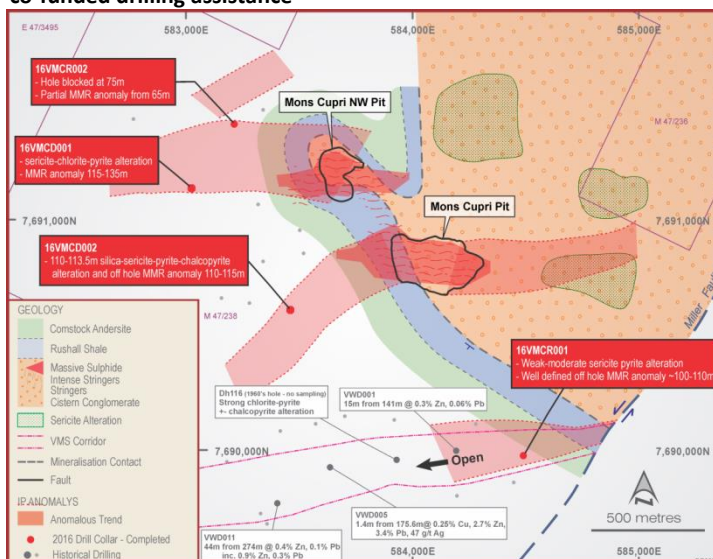 co-funded drilling assistance
E 47/3495
583,000E
584,000E
585,000E
16VMCR002
- Hole blocked at 75m
- Partial MMR anomaly from 65m
Mons Cupri NW Pit
M 47/236
16VMCD001
- sericite-chlorite-pyrite alteration
- MMR anomaly 115-135m
7,691,000N
7,691,000N
Mons Cupri Pit
16VMCD002
- 110-113.5m silica-sericite-pyrite-chalcopyrite
alteration and off hole MMR anomaly 110-115m
M 47/238
Miller Fault
GEOLOGY
Comstock Andersite
Rushall Shale
Massive Sulphide
Intense Stringers
Stringers
Cistern Conglomerate
Sericite Alteration
VMS Corridor
Mineralisation Contact
Fault
IP ANOMALYS
Anomalous Trend
2016 Drill Collar - Completed
Historical Drilling
16VMCR001
- Weak-moderate sericite pyrite alteration
- Well defined off hole MMR anomaly ~100-110m
Dh116 (1960's hole - no sampling)
Strong chlorite-pyrite
+- chalcopyrite alteration
VWD001
15m from 141m @ 0.3% Zn, 0.06% Pb
7,690,000N
7,690,000N
Open
VWD005
1.4m from 175.6m@ 0.25% Cu, 2.7% Zn,
3.4% Pb, 47 g/t Ag
VWD011
44m from 274m @ 0.4% Zn, 0.1% Pb
inc. 0.9% Zn, 0.3% Pb
N
500 metres
584,000E
585,000E